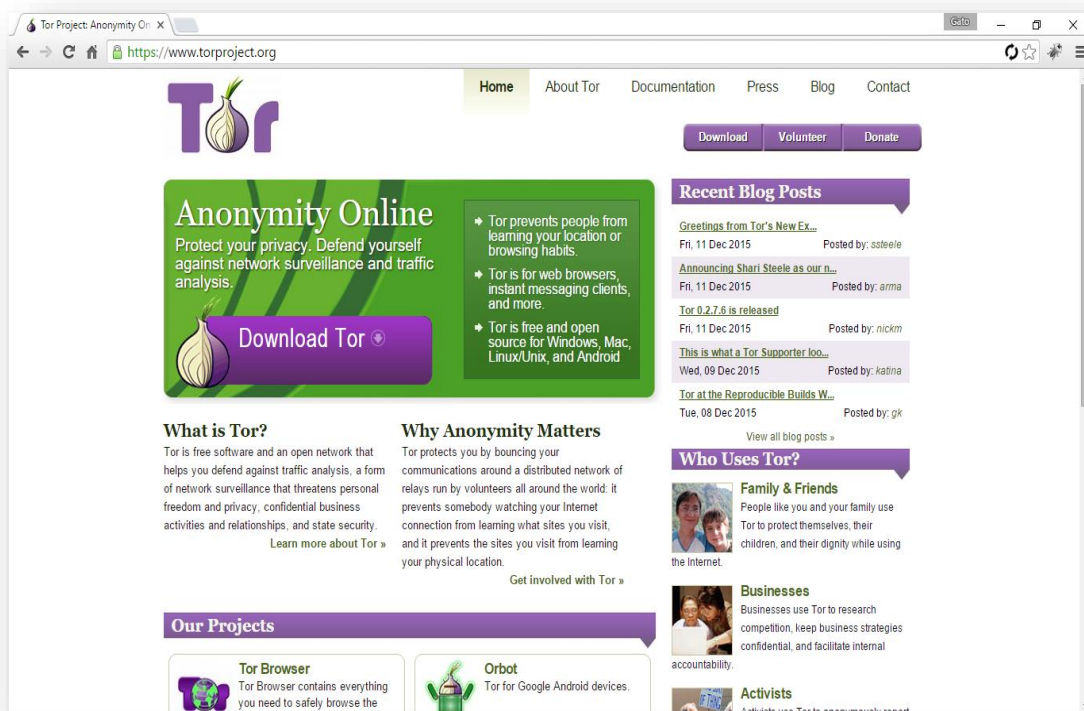 Tor Project: Anonymity On
Gato
https://www.torproject.org
Tor
Home
About Tor
Documentation
Press
Blog
Contact
Download
Volunteer
Donate
Anonymity Online
Protect your privacy. Defend yourself
against network surveillance and traffic
analysis.
Download Tor
Tor prevents people from
learning your location or
browsing habits.
Tor is for web browsers,
instant messaging clients,
and more.
Tor is free and open
source for Windows, Mac,
Linux/Unix, and Android
What is Tor?
Tor is free software and an open network that
helps you defend against traffic analysis, a form
of network surveillance that threatens personal
freedom and privacy, confidential business
activities and relationships, and state security.
Learn more about Tor »
Why Anonymity Matters
Tor protects you by bouncing your
communications around a distributed network of
relays run by volunteers all around the world: it
prevents somebody watching your Internet
connection from learning what sites you visit,
and it prevents the sites you visit from learning
your physical location.
Get involved with Tor »
Our Projects
Tor Browser
Tor Browser contains everything
you need to safely browse the
Orbot
Tor for Google Android devices.
Recent Blog Posts
Greetings from Tor's New Ex...
Fri, 11 Dec 2015 Posted by: ssteele
Announcing Shari Steele as our n...
Fri, 11 Dec 2015 Posted by: arma
Tor 0.2.7.6 is released
Fri, 11 Dec 2015 Posted by: nickm
This is what a Tor Supporter loo...
Wed, 09 Dec 2015 Posted by: katina
Tor at the Reproducible Builds W...
Tue, 08 Dec 2015 Posted by: gk
View all blog posts »
Who Uses Tor?
Family & Friends
People like you and your family use
Tor to protect themselves, their
children, and their dignity while using
the Internet.
Businesses
Businesses use Tor to research
competition, keep business strategies
confidential, and facilitate internal
accountability.
Activists
Activists use Tor to anonymously report